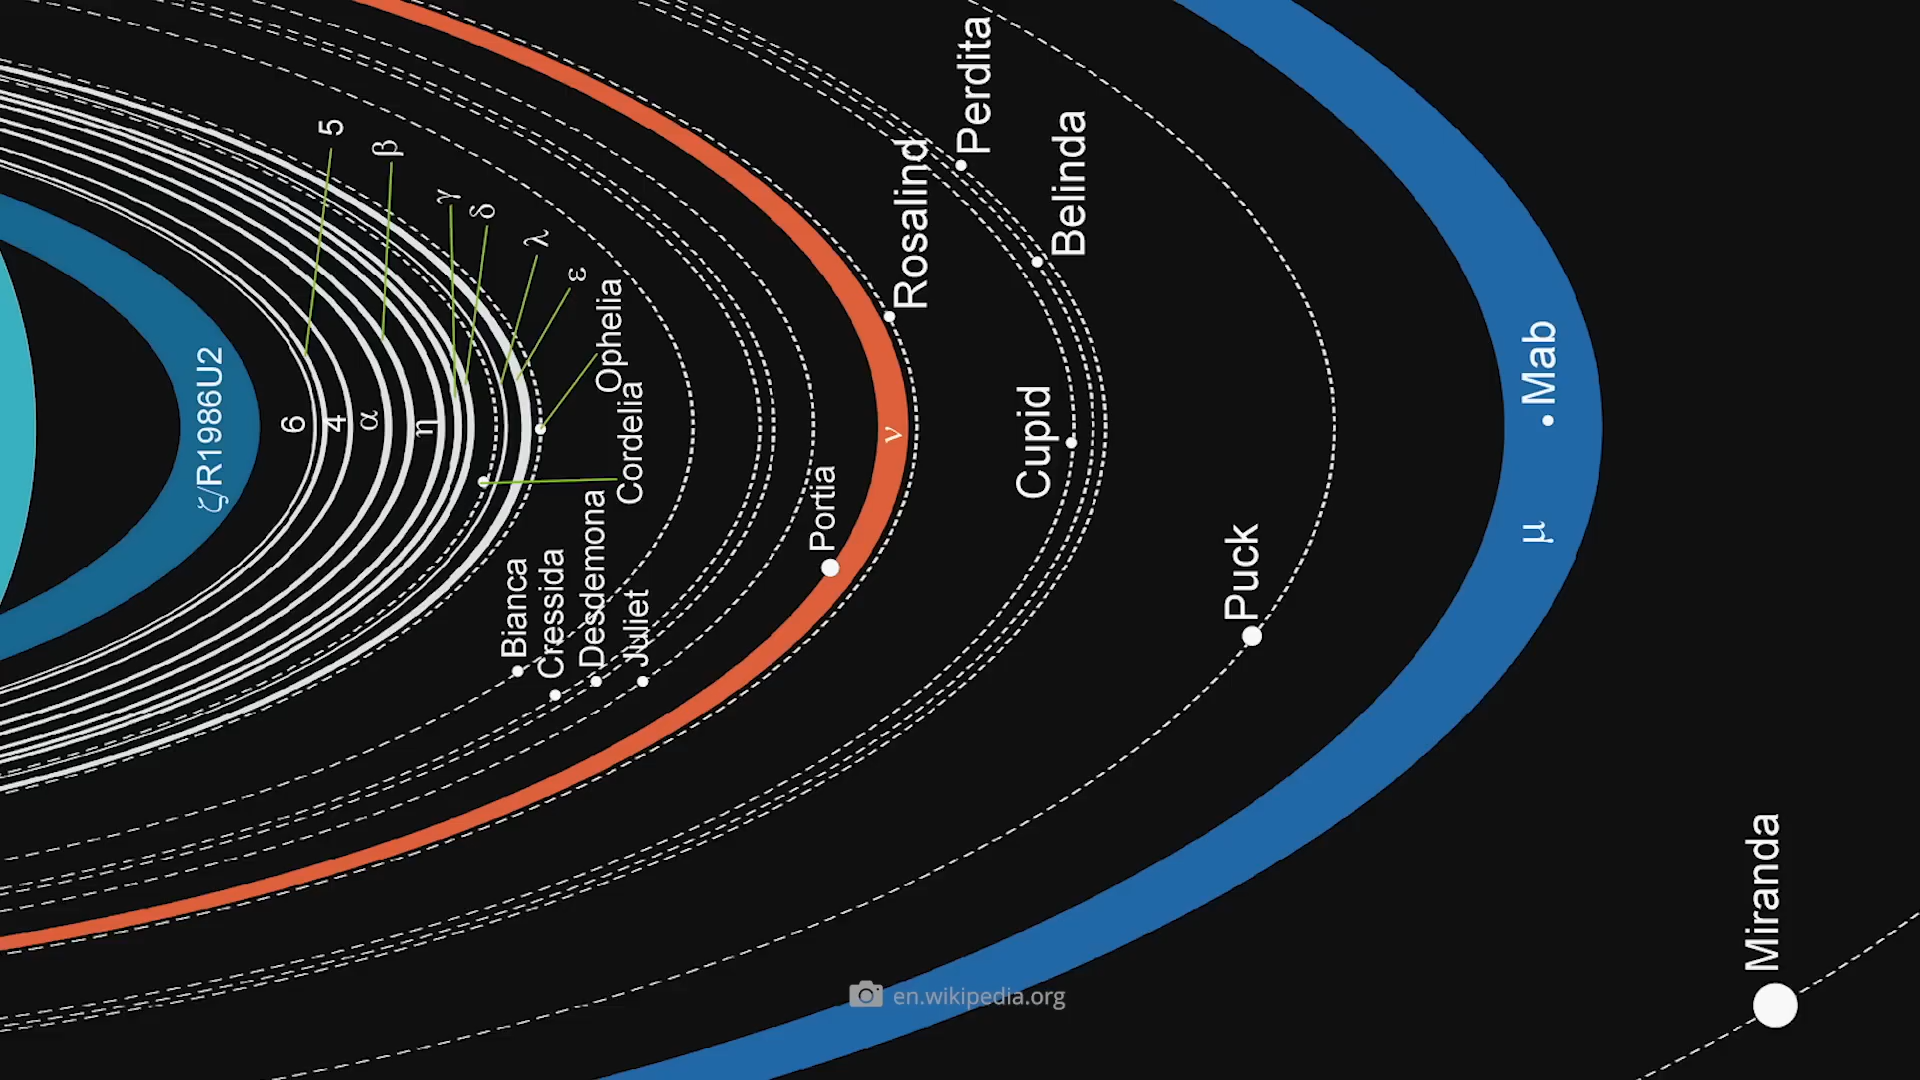 5
β
γ
δ
λ
ε
ζ/R1986U2
6
4
α
η
Ophelia
Cordelia
Bianca
Cressida
Desdemona
Juliet
Portia
ν
Rosalind
Perdita
Belinda
Cupid
Puck
Mab
μ
Miranda
en.wikipedia.org